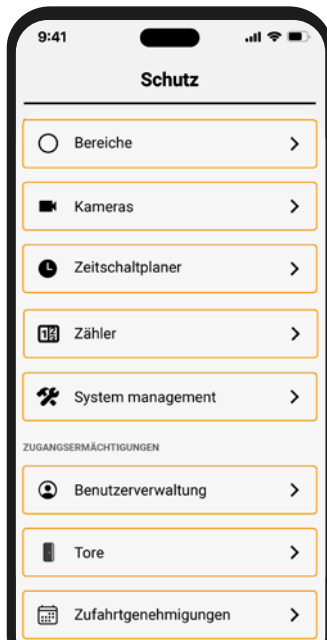 9:41
Schutz
Bereiche
Kameras
Zeitschaltplaner
Zähler
System management
ZUGANGSERMÄCHTIGUNGEN
Benutzerverwaltung
Tore
Zufahrtgenehmigungen